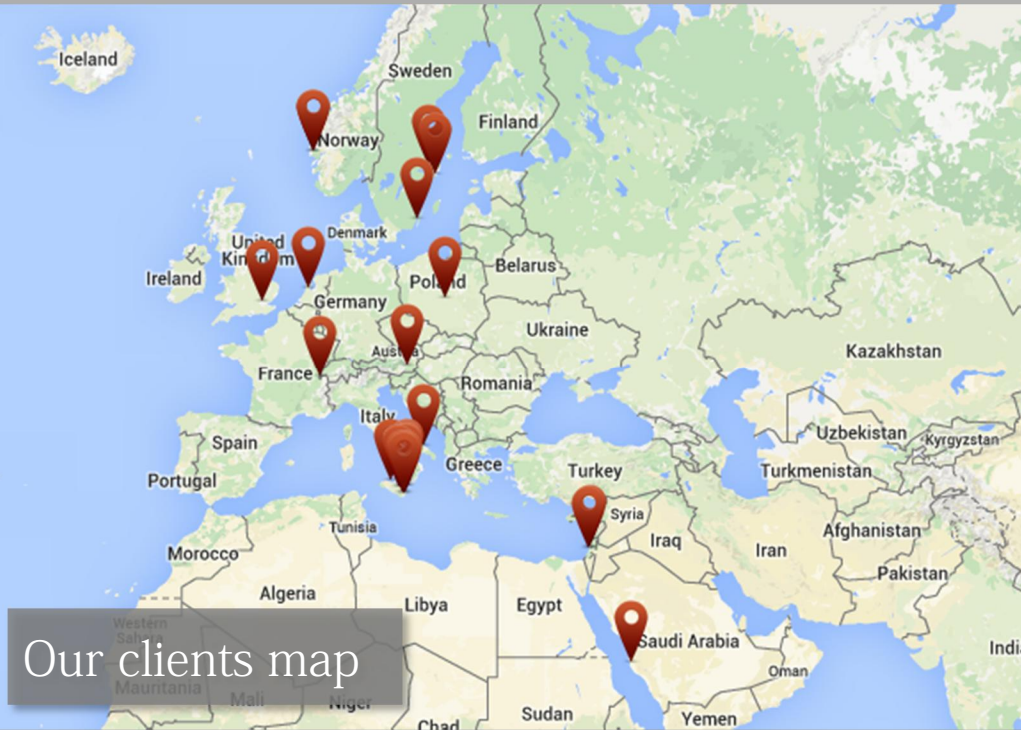 Iceland
Sweden
Finland
Norway
Denmark
United
Kingdom
Ireland
Belarus
Poland
Germany
Ukraine
Kazakhstan
Austria
France
Romania
Italy
Uzbekistan
Kyrgyzstan
Spain
Greece
Turkey
Turkmenistan
Portugal
Syria
Tunisia
Afghanistan
Iraq
Iran
Morocco
Pakistan
Algeria
Libya
Egypt
Western
Sahara
Saudi Arabia
Indi
Our clients map
Oman
Mauritania
Mali
Niger
Sudan
Yemen
Chad